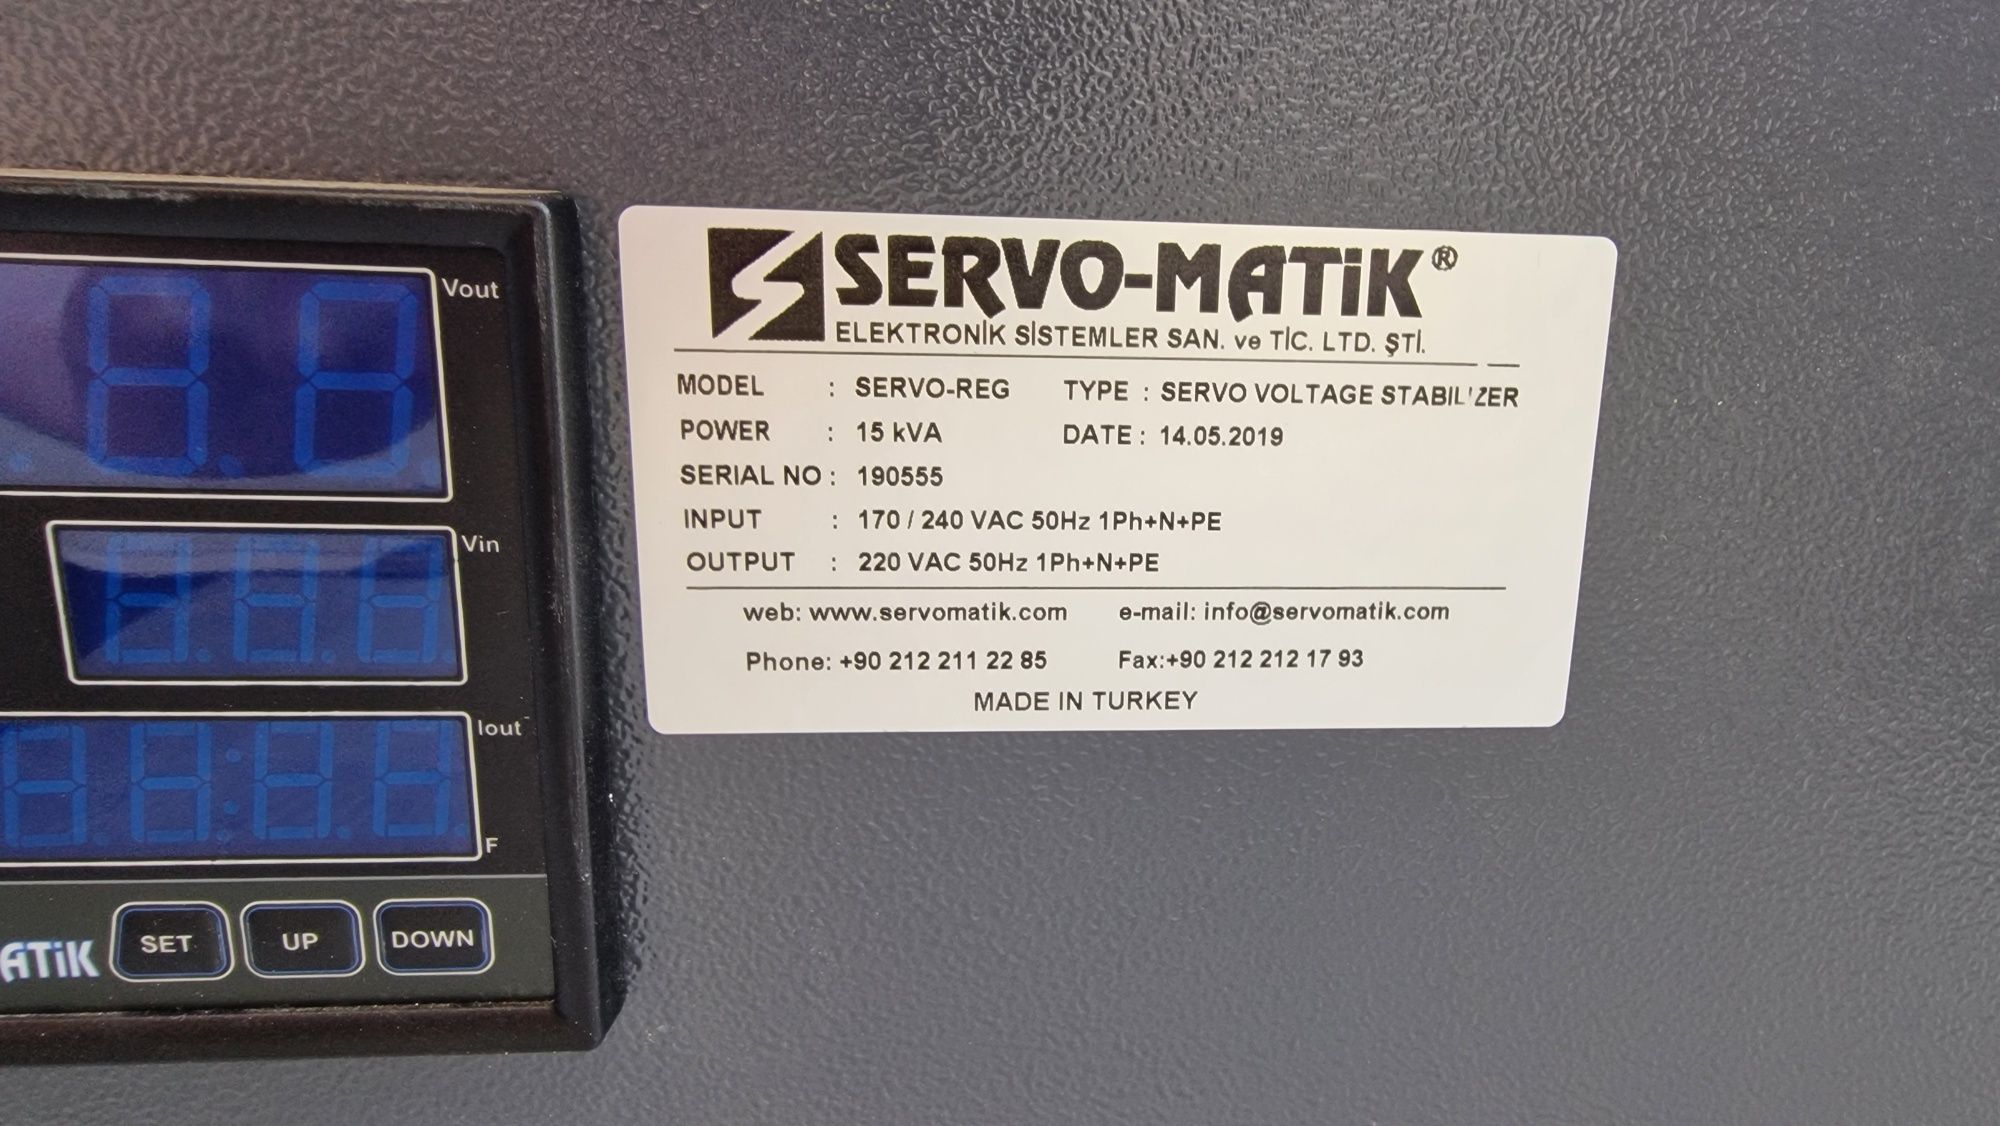 Vout
Vin
Iout
F
ATiK
SET UP DOWN
SERVO-MATiK®
ELEKTRONİK SİSTEMLER SAN. ve TİC. LTD. ŞTİ.
MODEL : SERVO-REG TYPE : SERVO VOLTAGE STABILIZER
POWER : 15 kVA DATE : 14.05.2019
SERIAL NO : 190555
INPUT : 170 / 240 VAC 50Hz 1Ph+N+PE
OUTPUT : 220 VAC 50Hz 1Ph+N+PE
web: www.servomatik.com e-mail: info@servomatik.com
Phone: +90 212 211 22 85 Fax:+90 212 212 17 93
MADE IN TURKEY